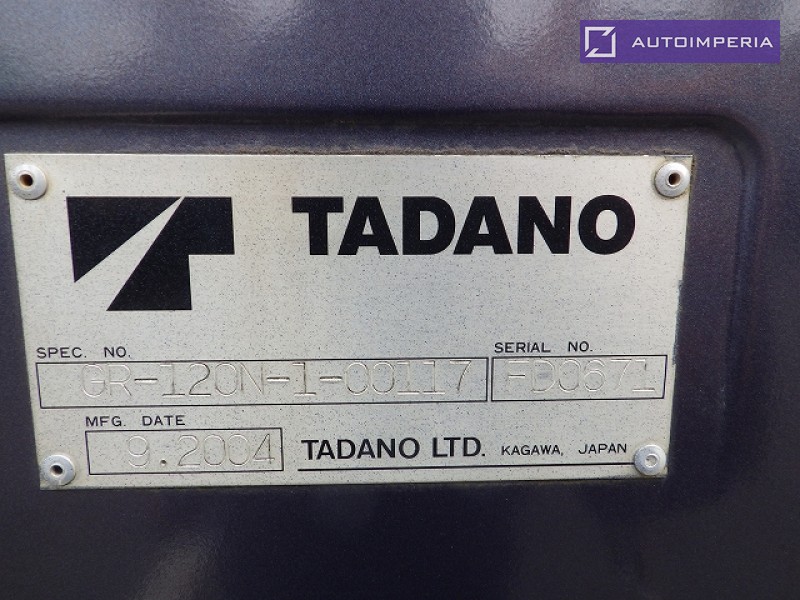 AUTOIMPERIA
TADANO
SPEC. NO.
SERIAL NO.
GR-120N-1-00117
FD0671
MFG. DATE
9.2004
TADANO LTD. KAGAWA, JAPAN